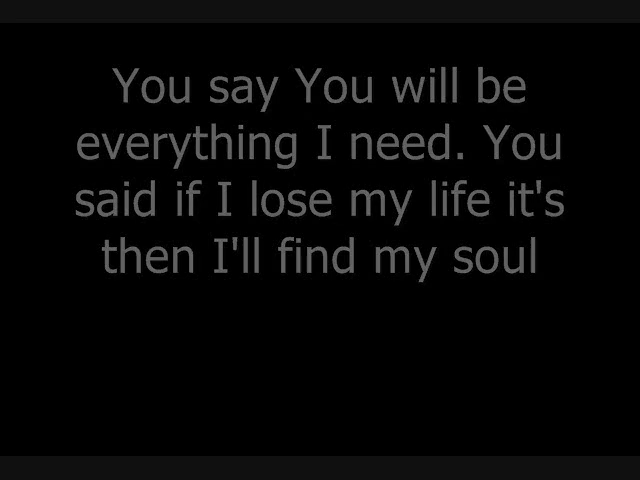 You say You will be
everything I need. You
said if I lose my life it's
then I'll find my soul